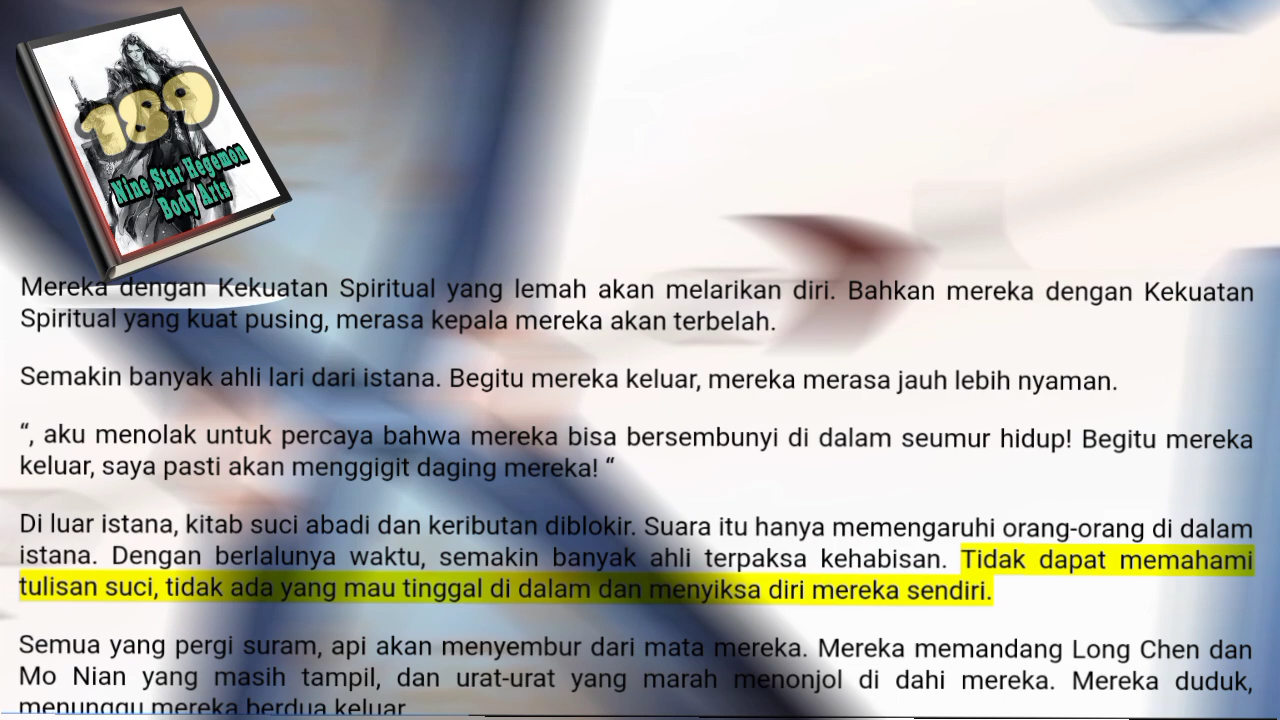 189
Nine Star Hegemon
Body Arts
Mereka dengan Kekuatan Spiritual yang lemah akan melarikan diri. Bahkan mereka dengan Kekuatan
Spiritual yang kuat pusing, merasa kepala mereka akan terbelah.
Semakin banyak ahli lari dari istana. Begitu mereka keluar, mereka merasa jauh lebih nyaman.
“, aku menolak untuk percaya bahwa mereka bisa bersembunyi di dalam seumur hidup! Begitu mereka
keluar, saya pasti akan menggigit daging mereka! “
Di luar istana, kitab suci abadi dan keributan diblokir. Suara itu hanya memengaruhi orang-orang di dalam
istana. Dengan berlalunya waktu, semakin banyak ahli terpaksa kehabisan. Tidak dapat memahami
tulisan suci, tidak ada yang mau tinggal di dalam dan menyiksa diri mereka sendiri.
Semua yang pergi suram, api akan menyembur dari mata mereka. Mereka memandang Long Chen dan
Mo Nian yang masih tampil, dan urat-urat yang marah menonjol di dahi mereka. Mereka duduk,
menunggu mereka berdua keluar.